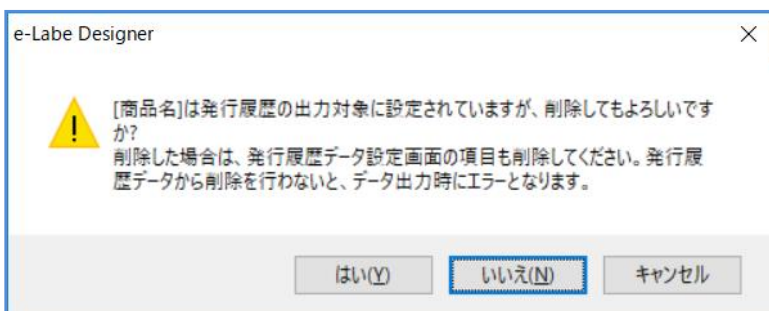 e-Labe Designer
[商品名]は発行履歴の出力対象に設定されていますが、削除してもよろしいです
か?
削除した場合は、発行履歴データ設定画面の項目も削除してください。発行履
歴データから削除を行わないと、データ出力時にエラーとなります。
はい(Y)
いいえ(N)
キャンセル